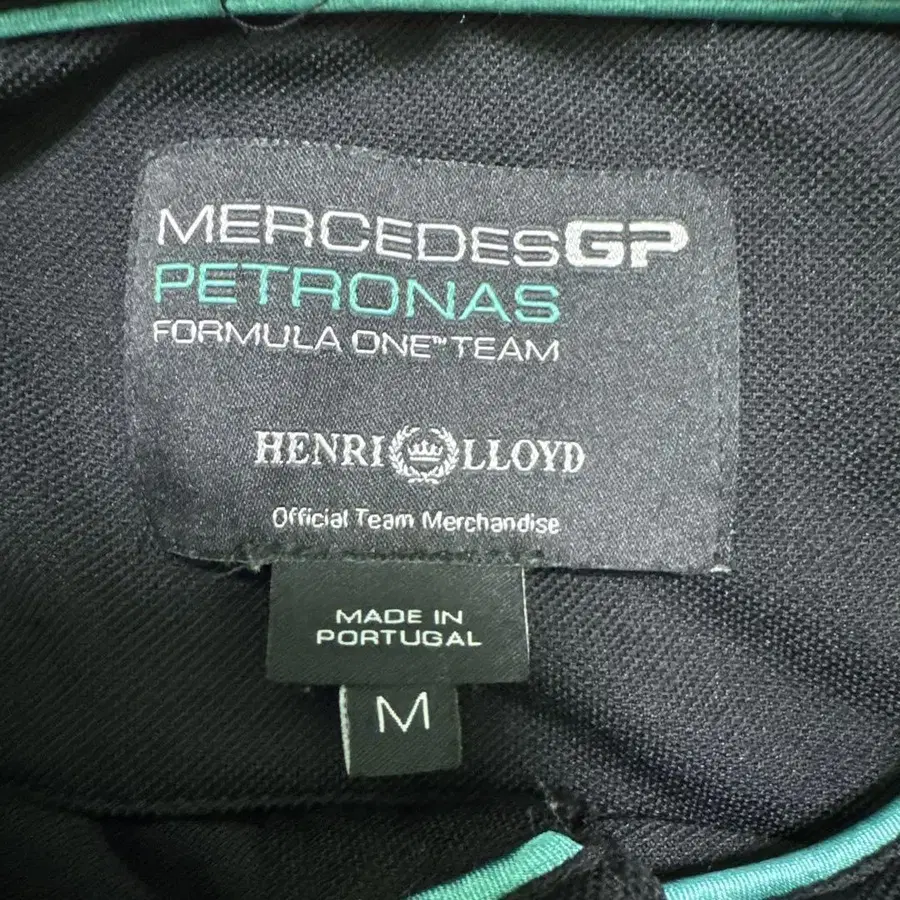 MERCEDESGP
PETRONAS
FORMULA ONE™ TEAM
HENRI LLOYD
Official Team Merchandise
MADE IN
PORTUGAL
M